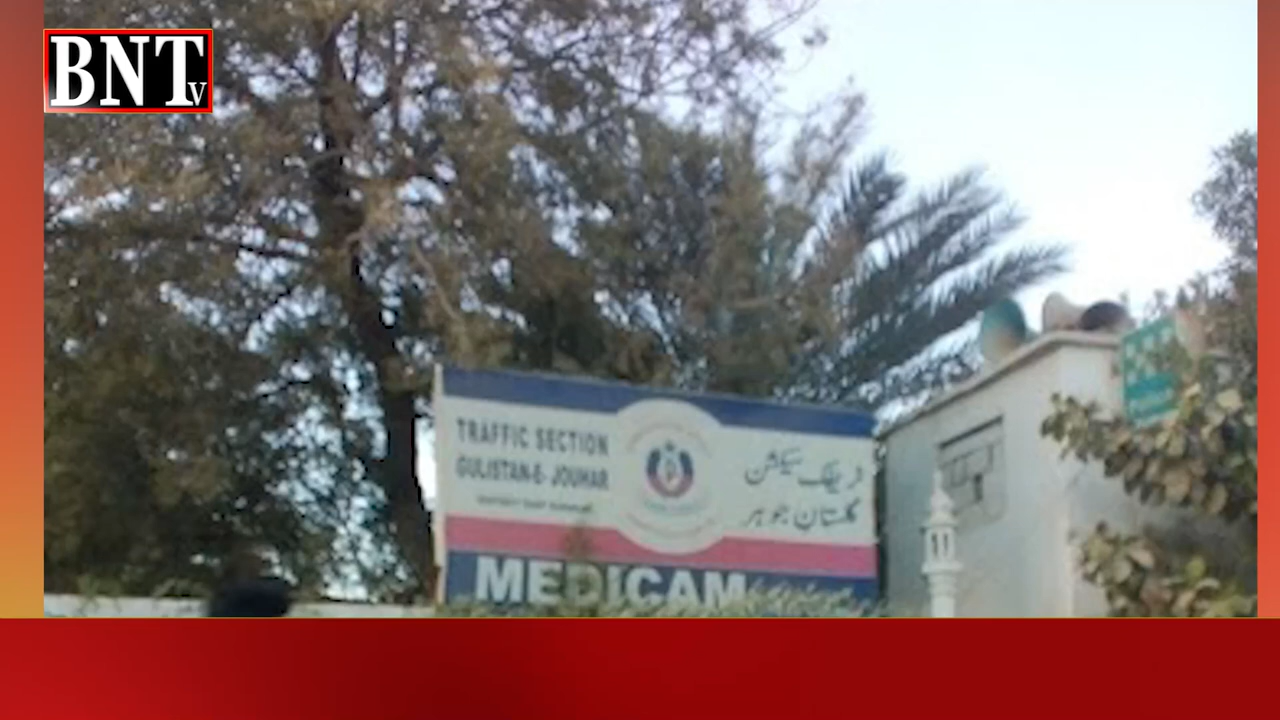 BNTV
TRAFFIC SECTION
GULISTAN-E-JOUHAR
ٹریفک سیکشن
گلستان جوہر
MEDICAM